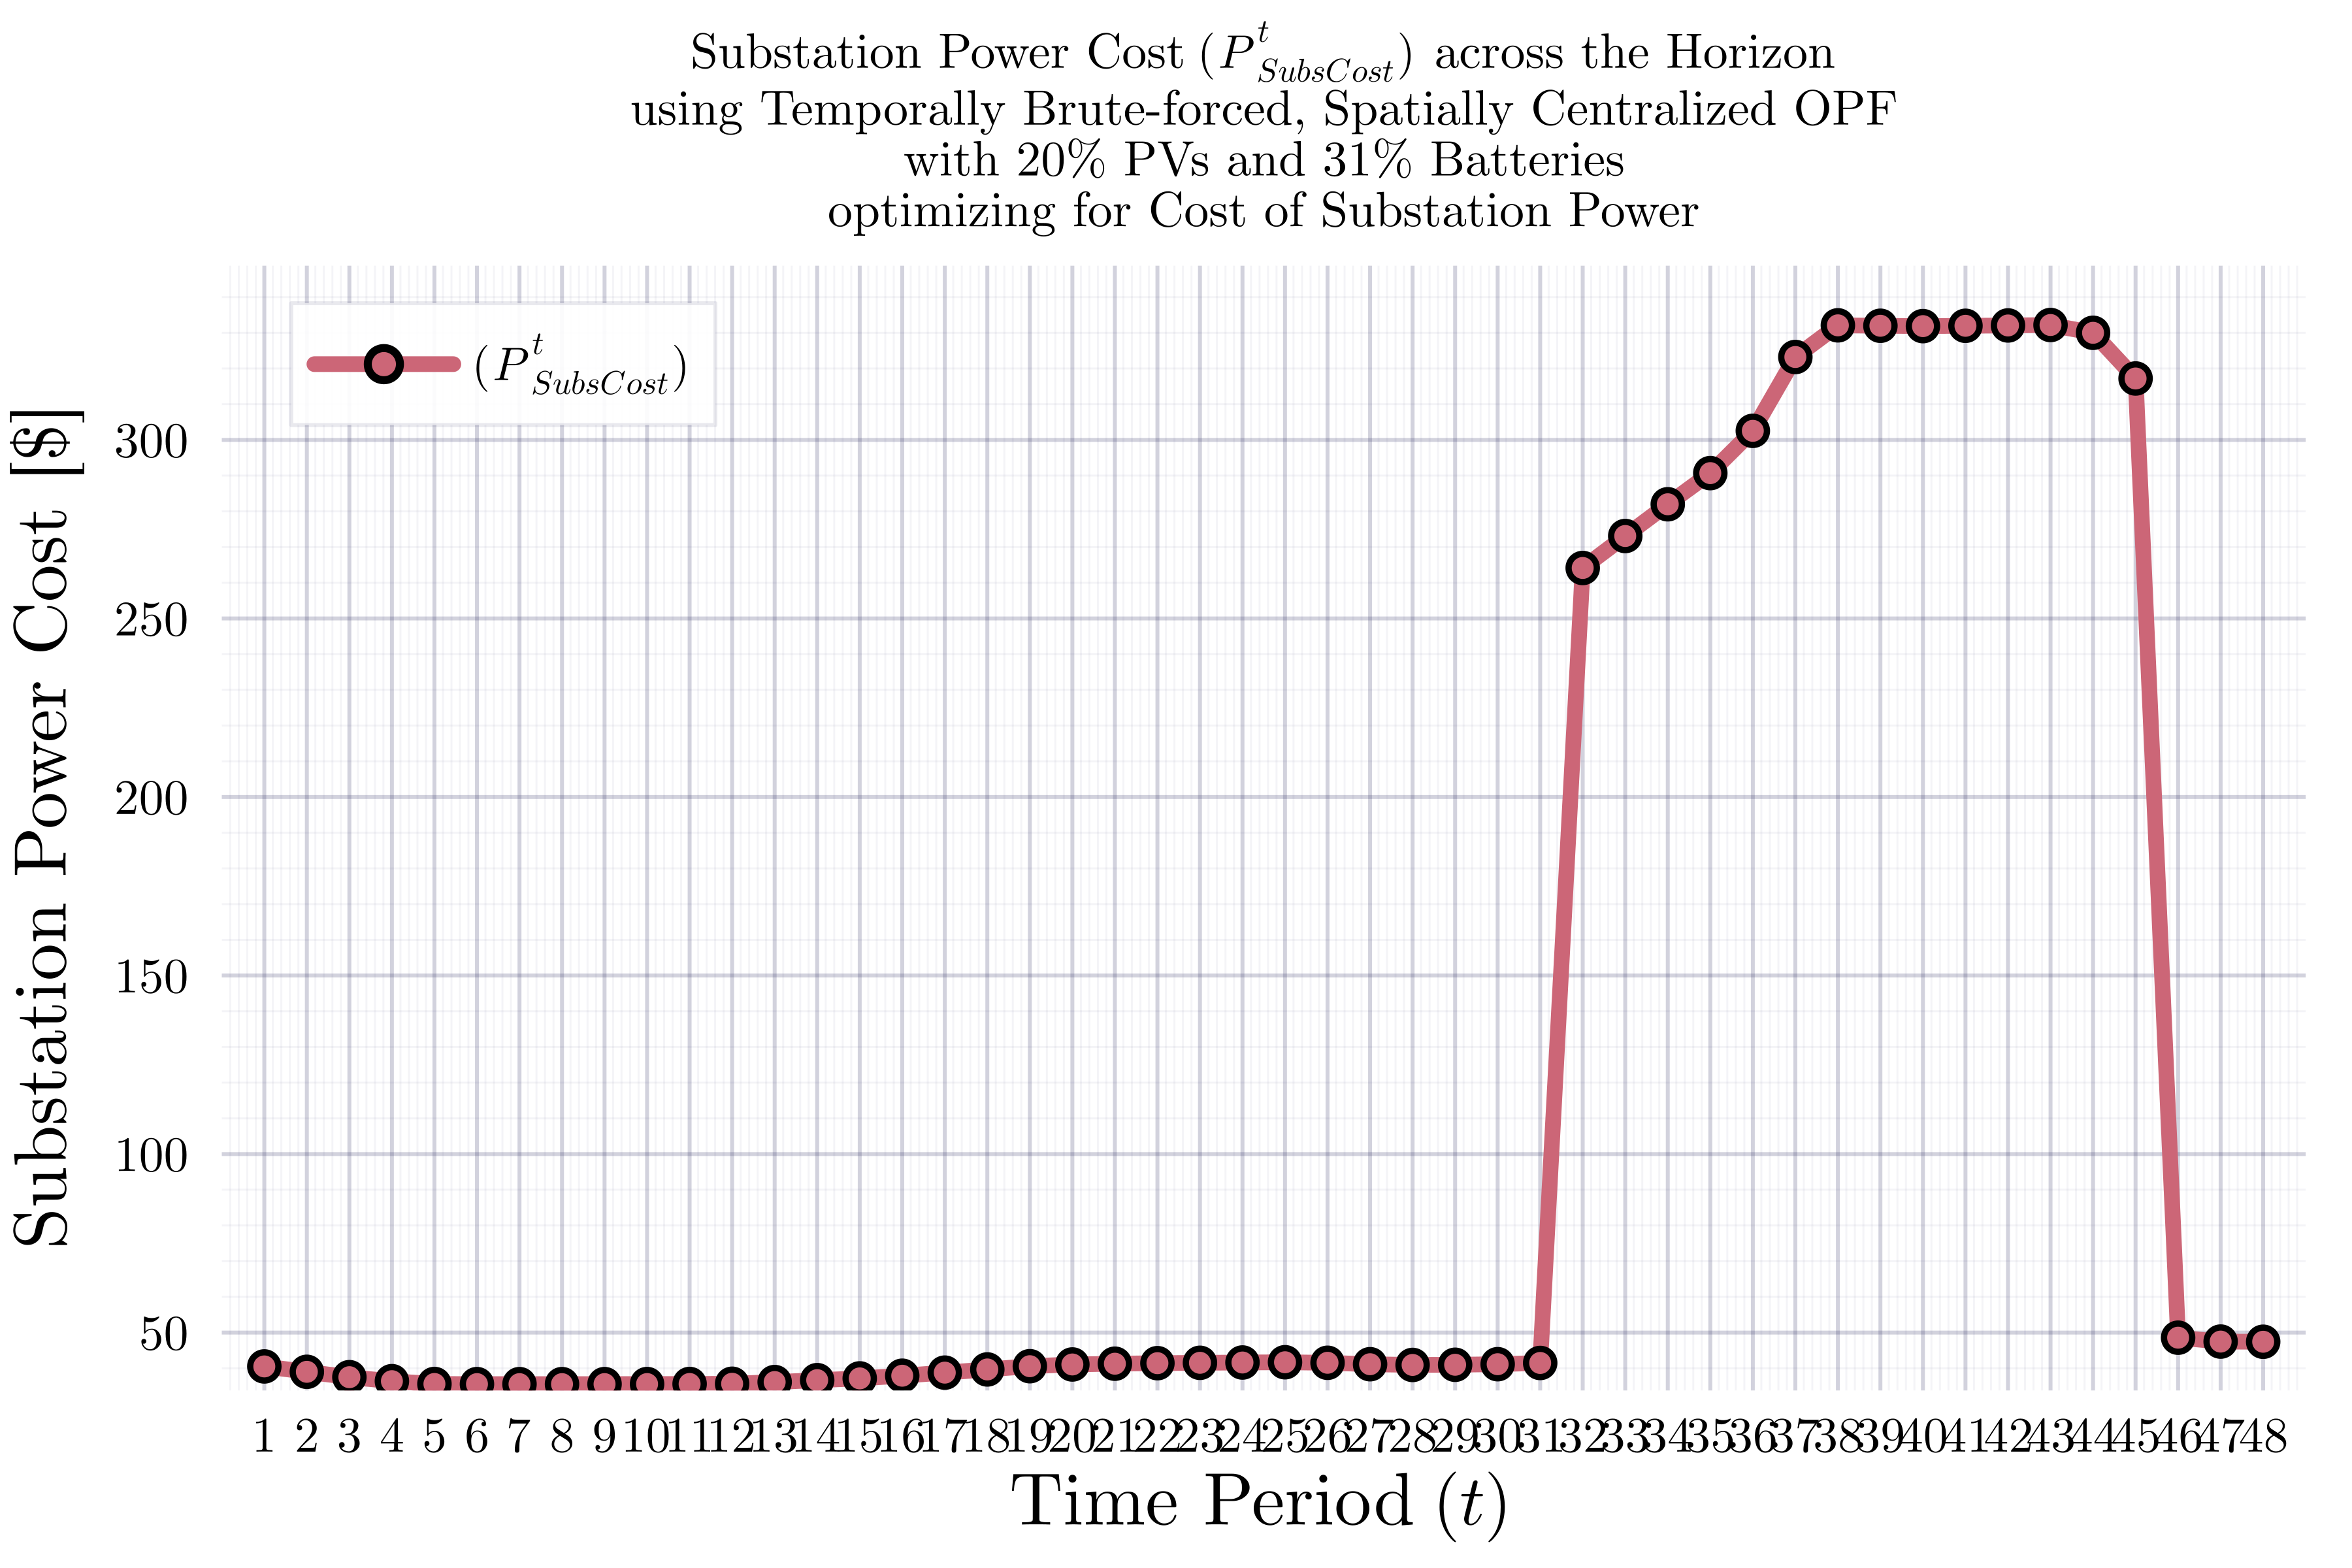 Substation Power Cost (P^t_SubsCost) across the Horizon
using Temporally Brute-forced, Spatially Centralized OPF
with 20% PVs and 31% Batteries
optimizing for Cost of Substation Power
(P^t_SubsCost)
Substation Power Cost [$]
300
250
200
150
100
50
1 2 3 4 5 6 7 8 9 10 11 12 13 14 15 16 17 18 19 20 21 22 23 24 25 26 27 28 29 30 31 32 33 34 35 36 37 38 39 40 41 42 43 44 45 46 47 48
Time Period (t)